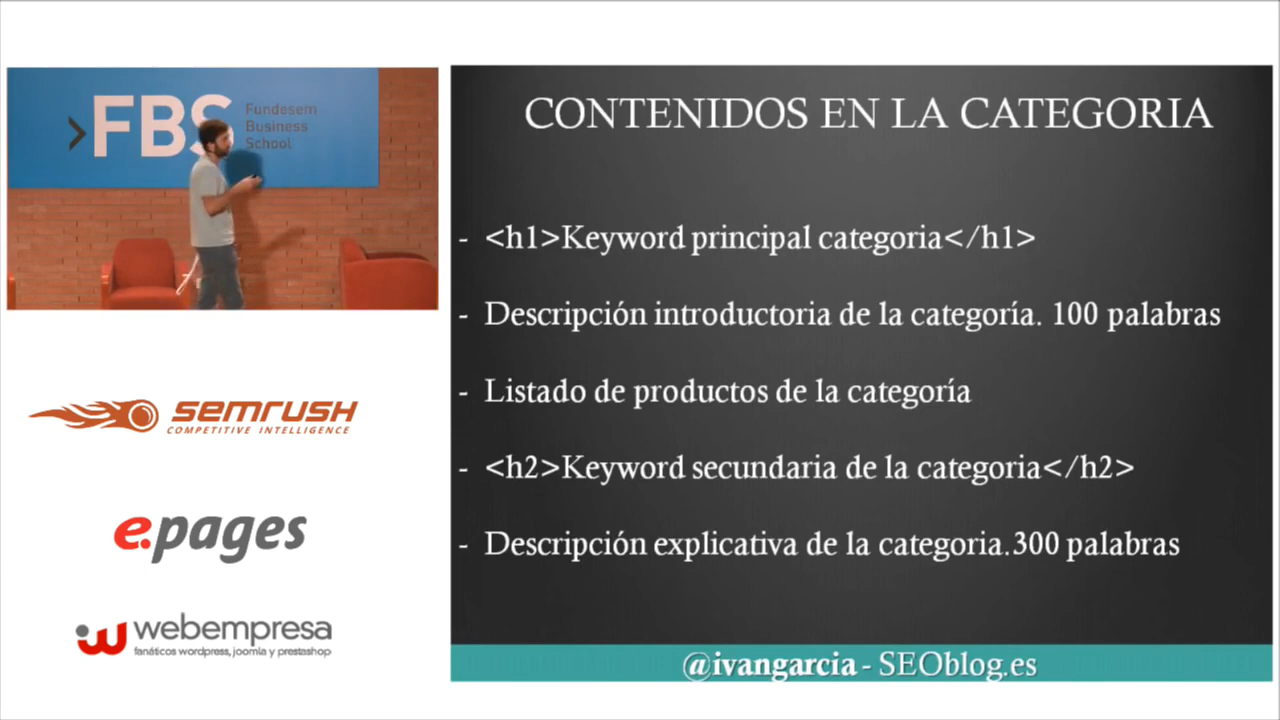 FBS
Fundesem
Business
School
semrush
COMPETITIVE INTELLIGENCE
e.pages
webempresa
fanáticos wordpress, joomla y prestashop
CONTENIDOS EN LA CATEGORIA
- <h1>Keyword principal categoria</h1>
- Descripción introductoria de la categoría. 100 palabras
- Listado de productos de la categoría
- <h2>Keyword secundaria de la categoria</h2>
- Descripción explicativa de la categoria.300 palabras
@ivangarcia - SEOblog.es